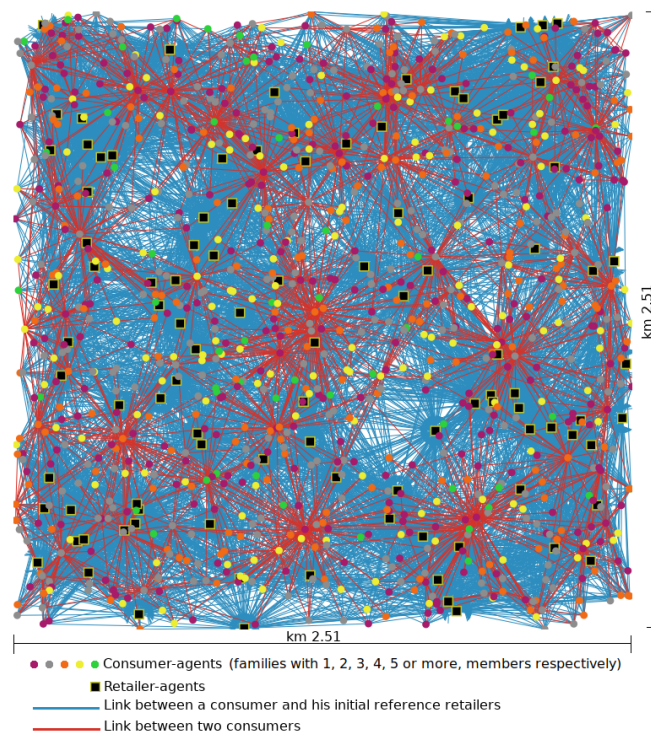 km 2.51
km 2.51
Consumer-agents (families with 1, 2, 3, 4, 5 or more, members respectively)
Retailer-agents
Link between a consumer and his initial reference retailers
Link between two consumers